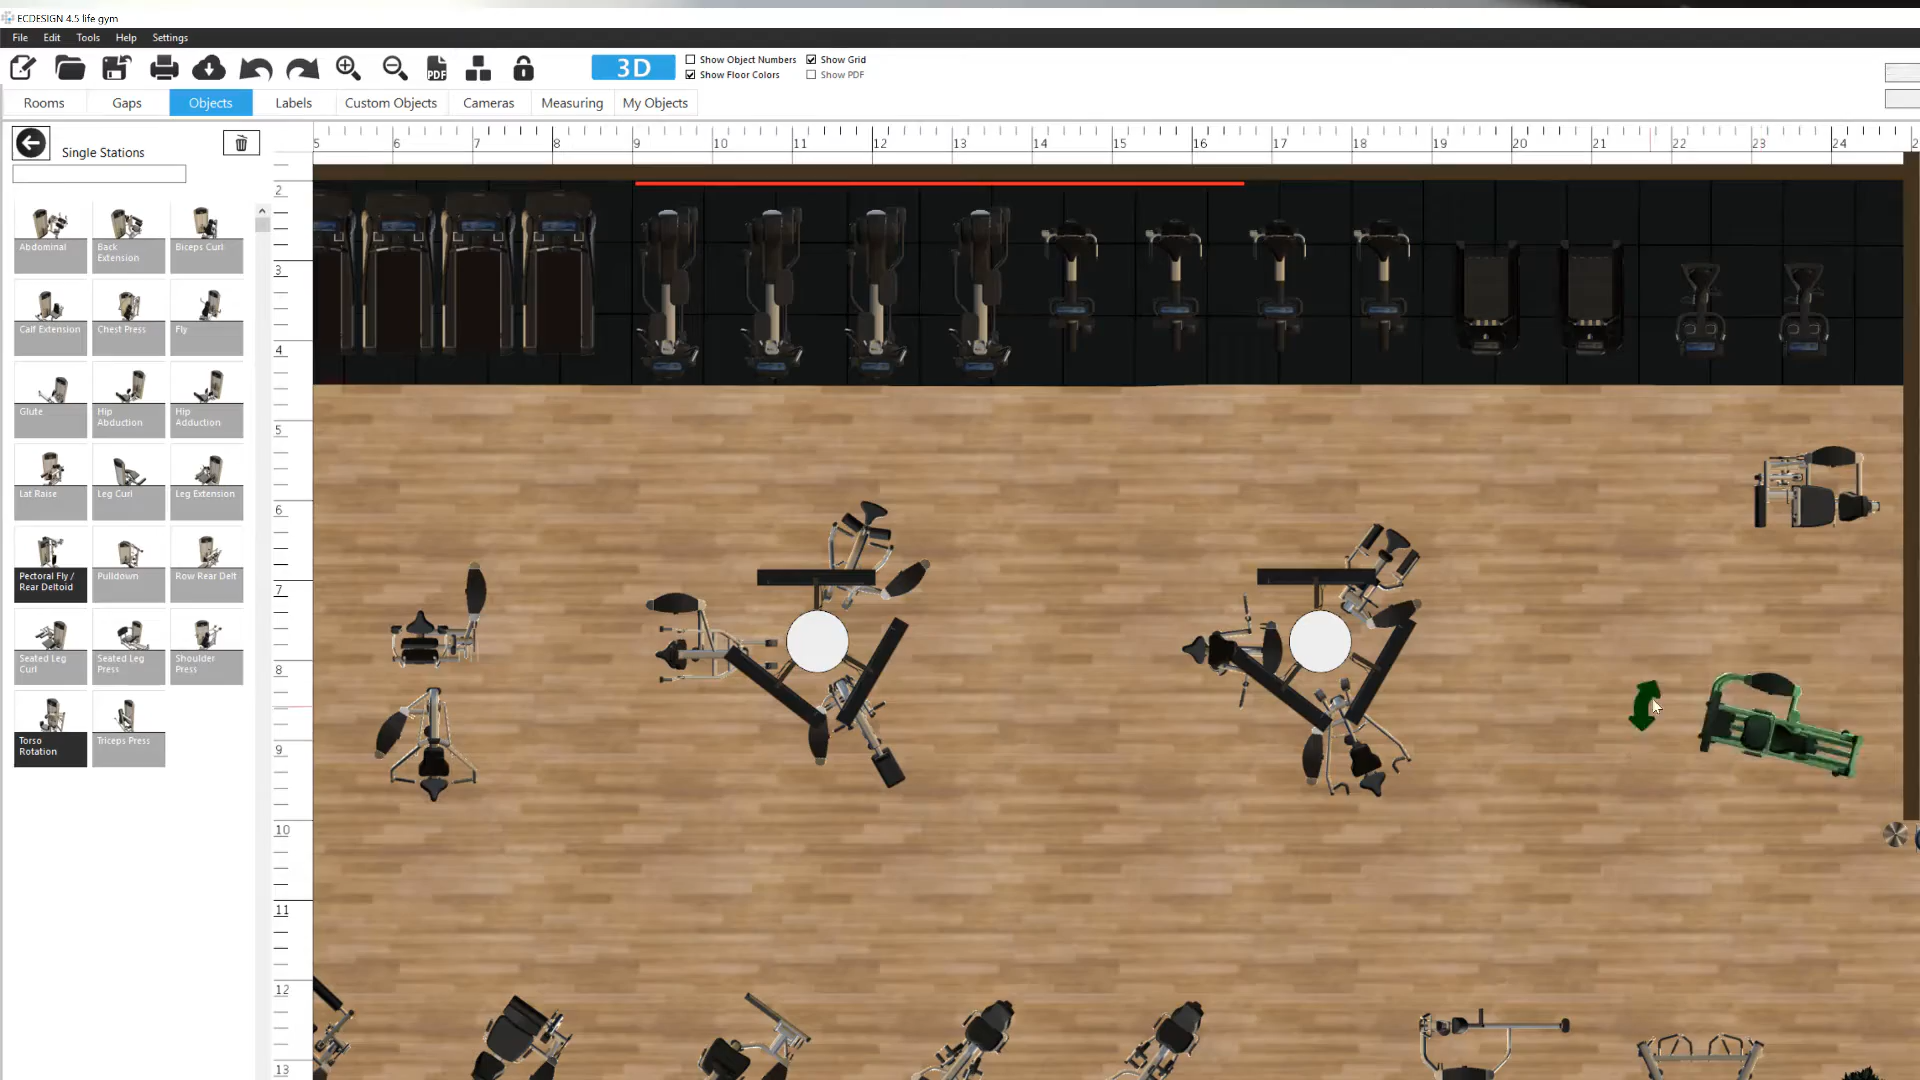 ECDESIGN 4.5 life gym
File Edit Tools Help Settings
PDF
3D
Show Object Numbers
Show Grid
Show Floor Colors
Show PDF
Rooms Gaps Objects Labels Custom Objects Cameras Measuring My Objects
Single Stations
5 6 7 8 9 10 11 12 13 14 15 16 17 18 19 20 21 22 23 24 2
2
3
4
5
6
7
8
9
10
11
12
13
Abdominal
Back
Extension
Biceps Curl
Calf Extension
Chest Press
Fly
Glute
Hip
Abduction
Hip
Adduction
Lat Raise
Leg Curl
Leg Extension
Pectoral Fly /
Rear Deltoid
Pulldown
Row Rear Delt
Seated Leg
Curl
Seated Leg
Press
Shoulder
Press
Torso
Rotation
Triceps Press